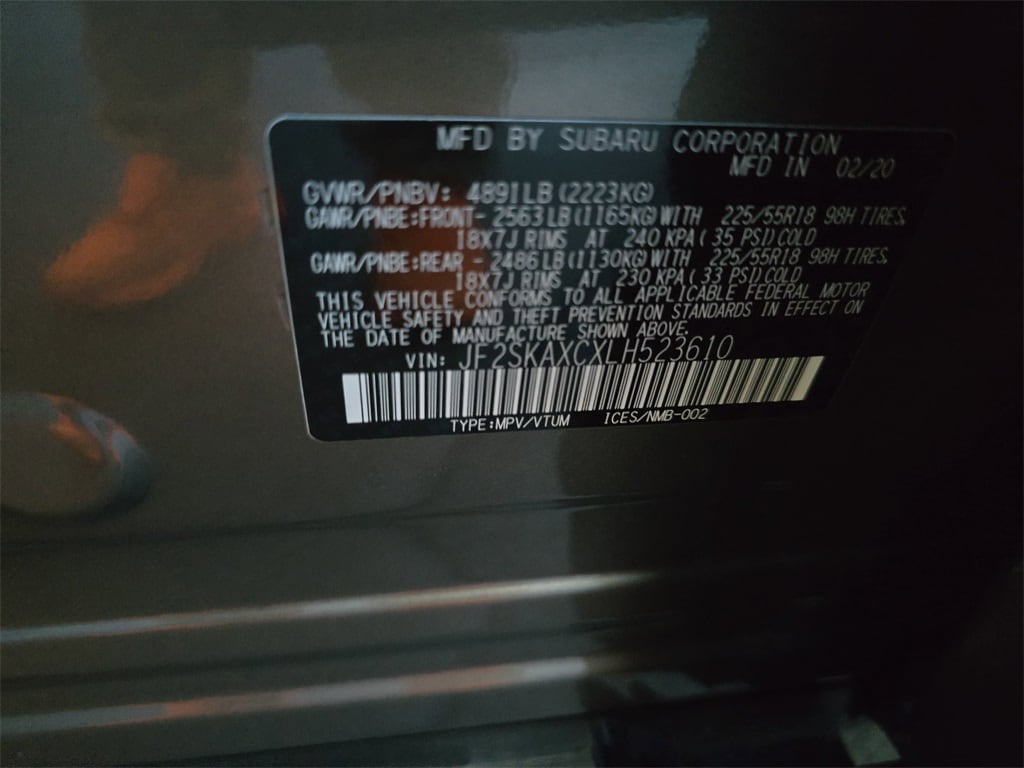 MFD BY SUBARU CORPORATION
MFD IN 02/20
GVWR/PNBV: 4891LB(2223KG)
GAWR/PNBE:FRONT- 2563LB(1165KG)WITH 225/55R18 98H TIRES.
18X7J RIMS AT 240 KPA( 35 PSI)COLD
GAWR/PNBE:REAR - 2486LB(1130KG)WITH 225/55R18 98H TIRES.
18X7J RIMS AT 230 KPA( 33 PSI)COLD
THIS VEHICLE CONFORMS TO ALL APPLICABLE FEDERAL MOTOR
VEHICLE SAFETY AND THEFT PREVENTION STANDARDS IN EFFECT ON
THE DATE OF MANUFACTURE SHOWN ABOVE.
VIN: JF2SKAXCXLH523610
TYPE:MPV/VTUM ICES/NMB-002